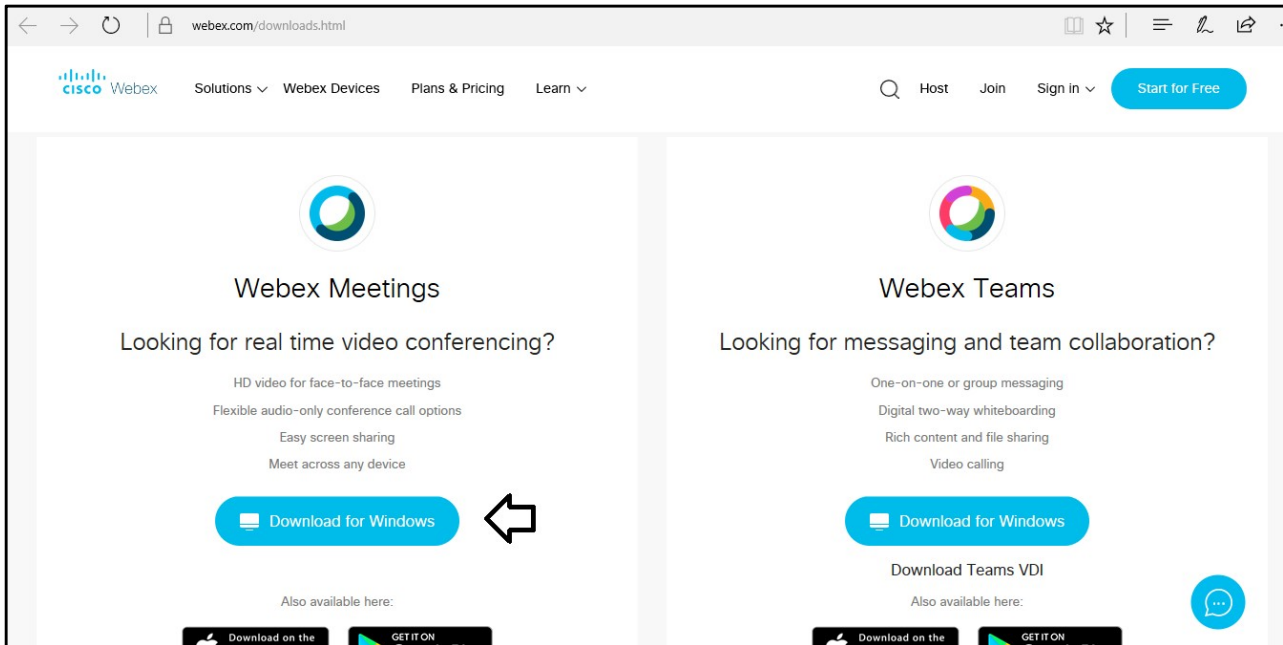 webex.com/downloads.html
CISCO Webex Solutions Webex Devices Plans & Pricing Learn Host Join Sign in Start for Free
Webex Meetings
Looking for real time video conferencing?
HD video for face-to-face meetings
Flexible audio-only conference call options
Easy screen sharing
Meet across any device
Download for Windows
Also available here:
Download on the
GET IT ON
Webex Teams
Looking for messaging and team collaboration?
One-on-one or group messaging
Digital two-way whiteboarding
Rich content and file sharing
Video calling
Download for Windows
Download Teams VDI
Also available here:
Download on the
GET IT ON